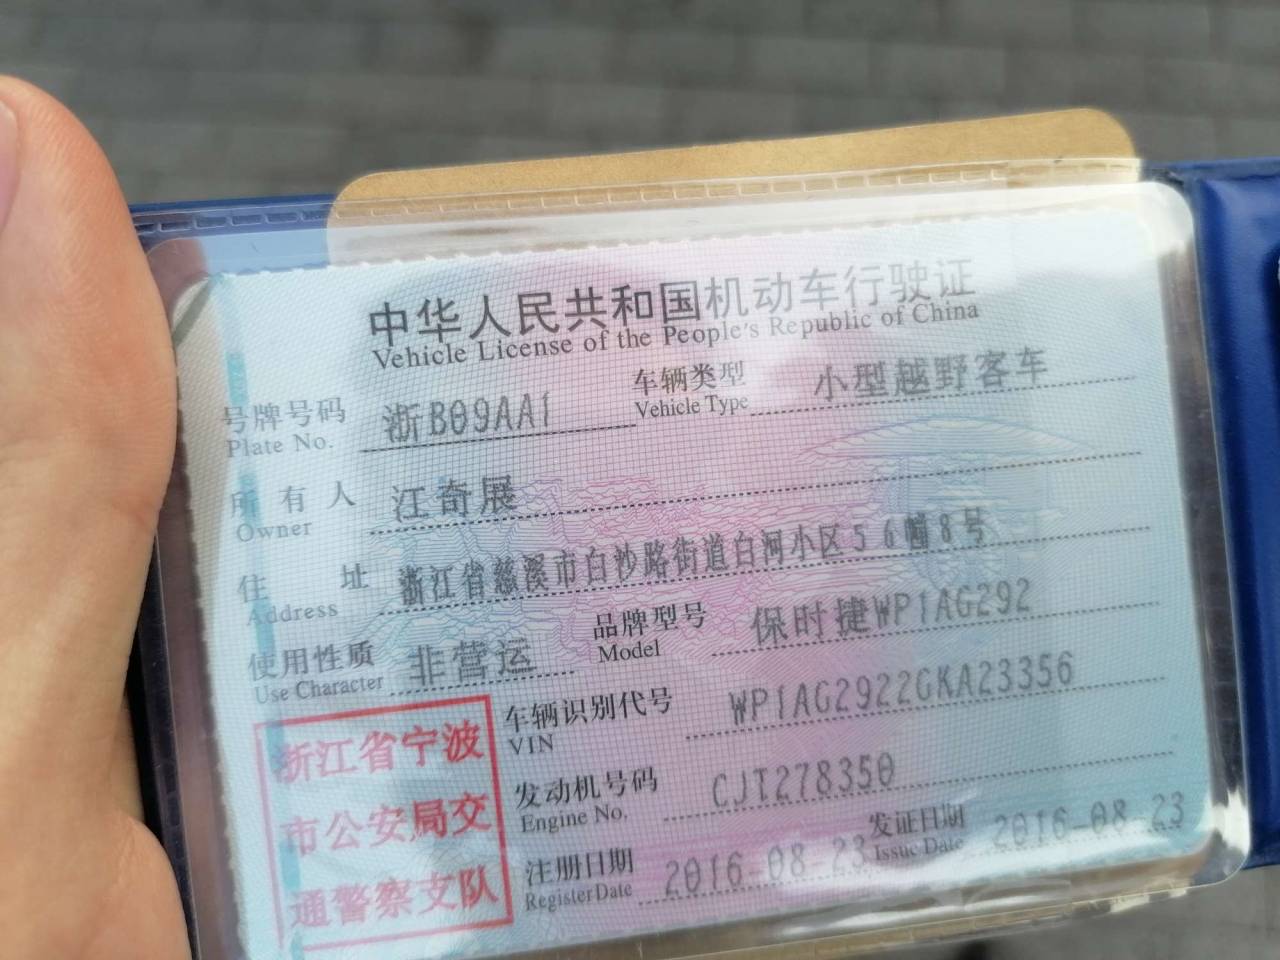 中华人民共和国机动车行驶证
Vehicle License of the People's Republic of China
号牌号码 浙B09AA1 车辆类型 小型越野客车
Plate No. Vehicle Type
所有人 江奇展
Owner
住址 浙江省慈溪市白沙路街道白河小区56幢8号
Address
使用性质 非营运 品牌型号 保时捷WP1AG292
Use Character Model
车辆识别代号 WP1AG2922GKA23356
VIN
发动机号码 CJT278350
Engine No.
注册日期 2016-08-23 发证日期 2016-08-23
Register Date Issue Date
浙江省宁波
市公安局交
通警察支队